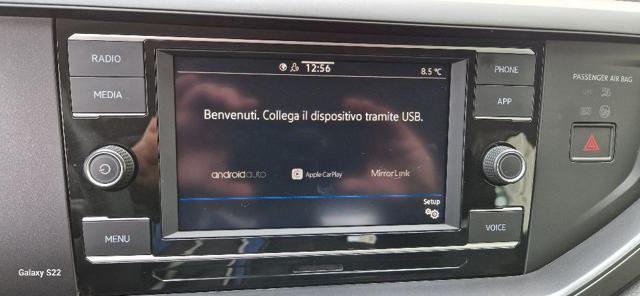 RADIO
MEDIA
MENU
12:56
8.5 °C
Benvenuti. Collega il dispositivo tramite USB.
androidauto
Apple CarPlay
MirrorLink
Setup
PHONE
APP
VOICE
PASSENGER AIR BAG
Galaxy S22